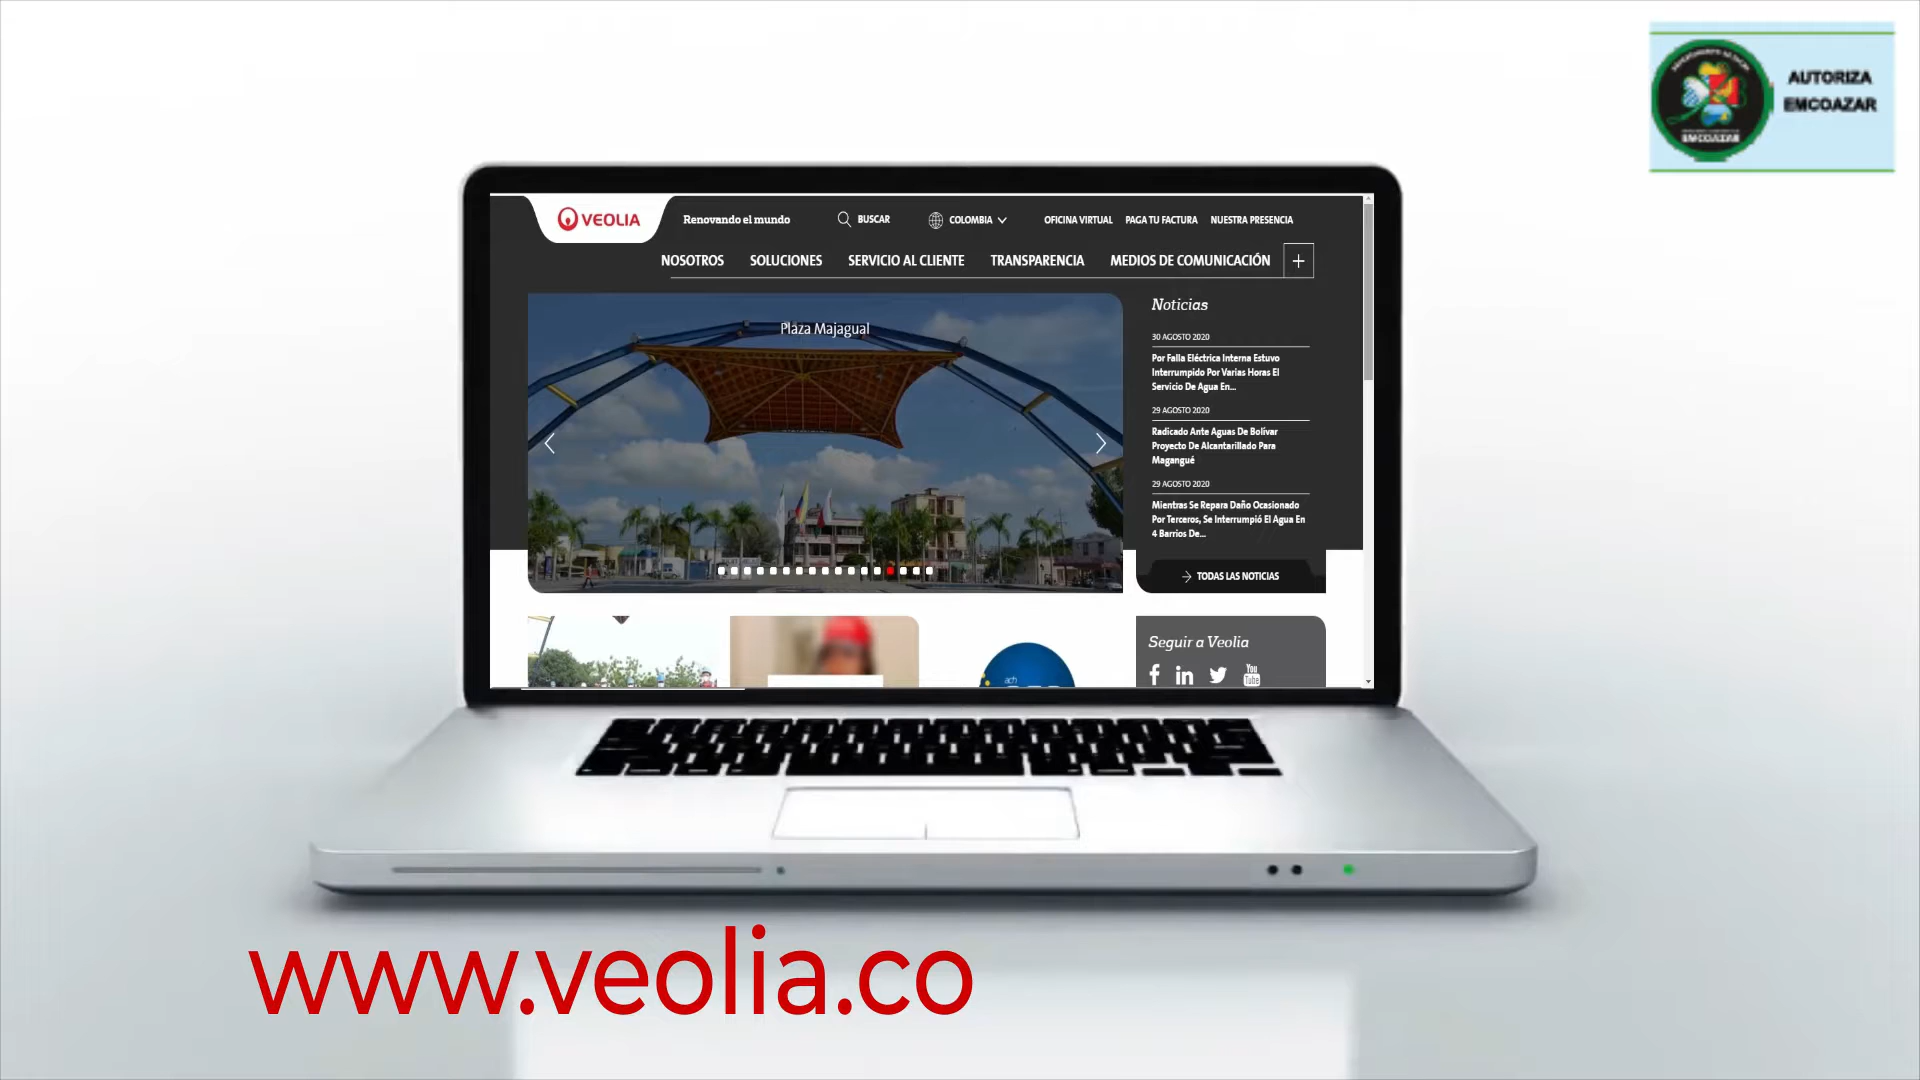 AUTORIZA
EMCOAZAR
EMCOAZAR
VEOLIA
Renovando el mundo
BUSCAR
COLOMBIA
OFICINA VIRTUAL
PAGA TU FACTURA
NUESTRA PRESENCIA
NOSOTROS
SOLUCIONES
SERVICIO AL CLIENTE
TRANSPARENCIA
MEDIOS DE COMUNICACIÓN
+
Plaza Majagual
Noticias
30 AGOSTO 2020
Por Falla Eléctrica Interna Estuvo
Interrumpido Por Varias Horas El
Servicio De Agua En...
29 AGOSTO 2020
Radicado Ante Aguas De Bolívar
Proyecto De Alcantarillado Para
Magangué
29 AGOSTO 2020
Mientras Se Repara Daño Ocasionado
Por Terceros, Se Interrumpió El Agua En
4 Barrios De...
TODAS LAS NOTICIAS
ach
Seguir a Veolia
You
Tube
www.veolia.co